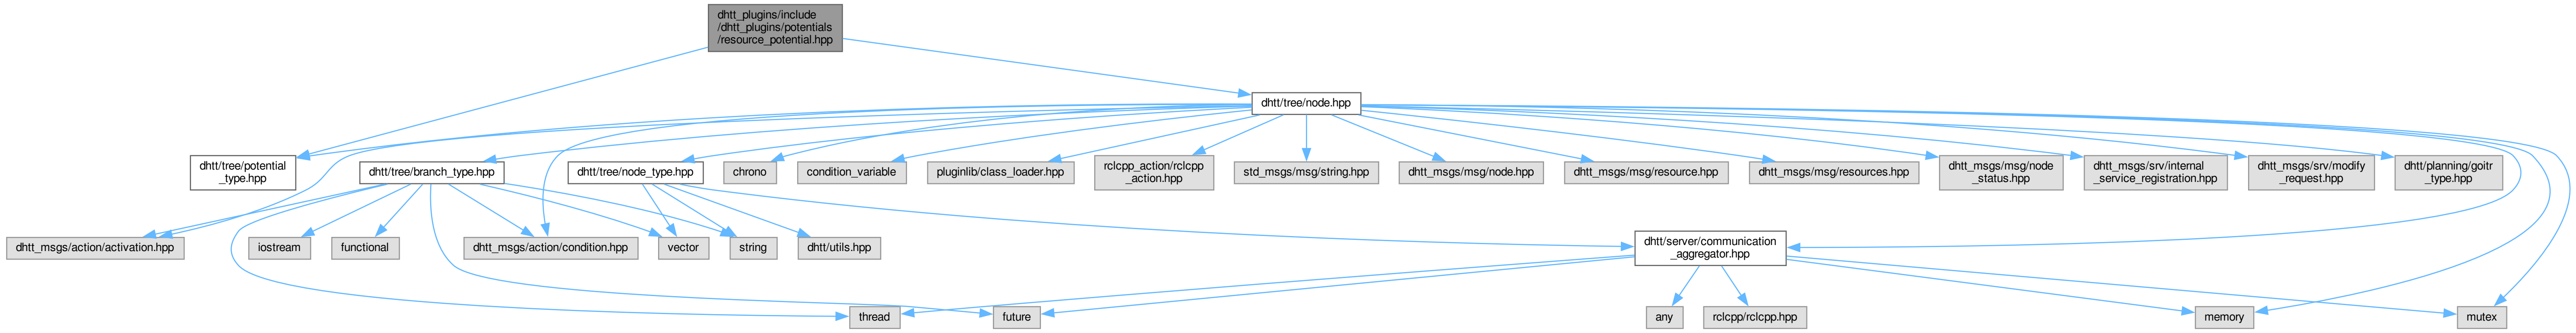 dhtt_plugins/include
/dhtt_plugins/potentials
/resource_potential.hpp
dhtt/tree/node.hpp
dhtt/tree/potential
_type.hpp
dhtt/tree/branch_type.hpp
dhtt/tree/node_type.hpp
chrono
condition_variable
pluginlib/class_loader.hpp
rclcpp_action/rclcpp
_action.hpp
std_msgs/msg/string.hpp
dhtt_msgs/msg/node.hpp
dhtt_msgs/msg/resource.hpp
dhtt_msgs/msg/resources.hpp
dhtt_msgs/msg/node
_status.hpp
dhtt_msgs/srv/internal
_service_registration.hpp
dhtt_msgs/srv/modify
_request.hpp
dhtt/planning/goitr
_type.hpp
dhtt_msgs/action/activation.hpp
iostream
functional
dhtt_msgs/action/condition.hpp
vector
string
dhtt/utils.hpp
dhtt/server/communication
_aggregator.hpp
thread
future
any
rclcpp/rclcpp.hpp
memory
mutex